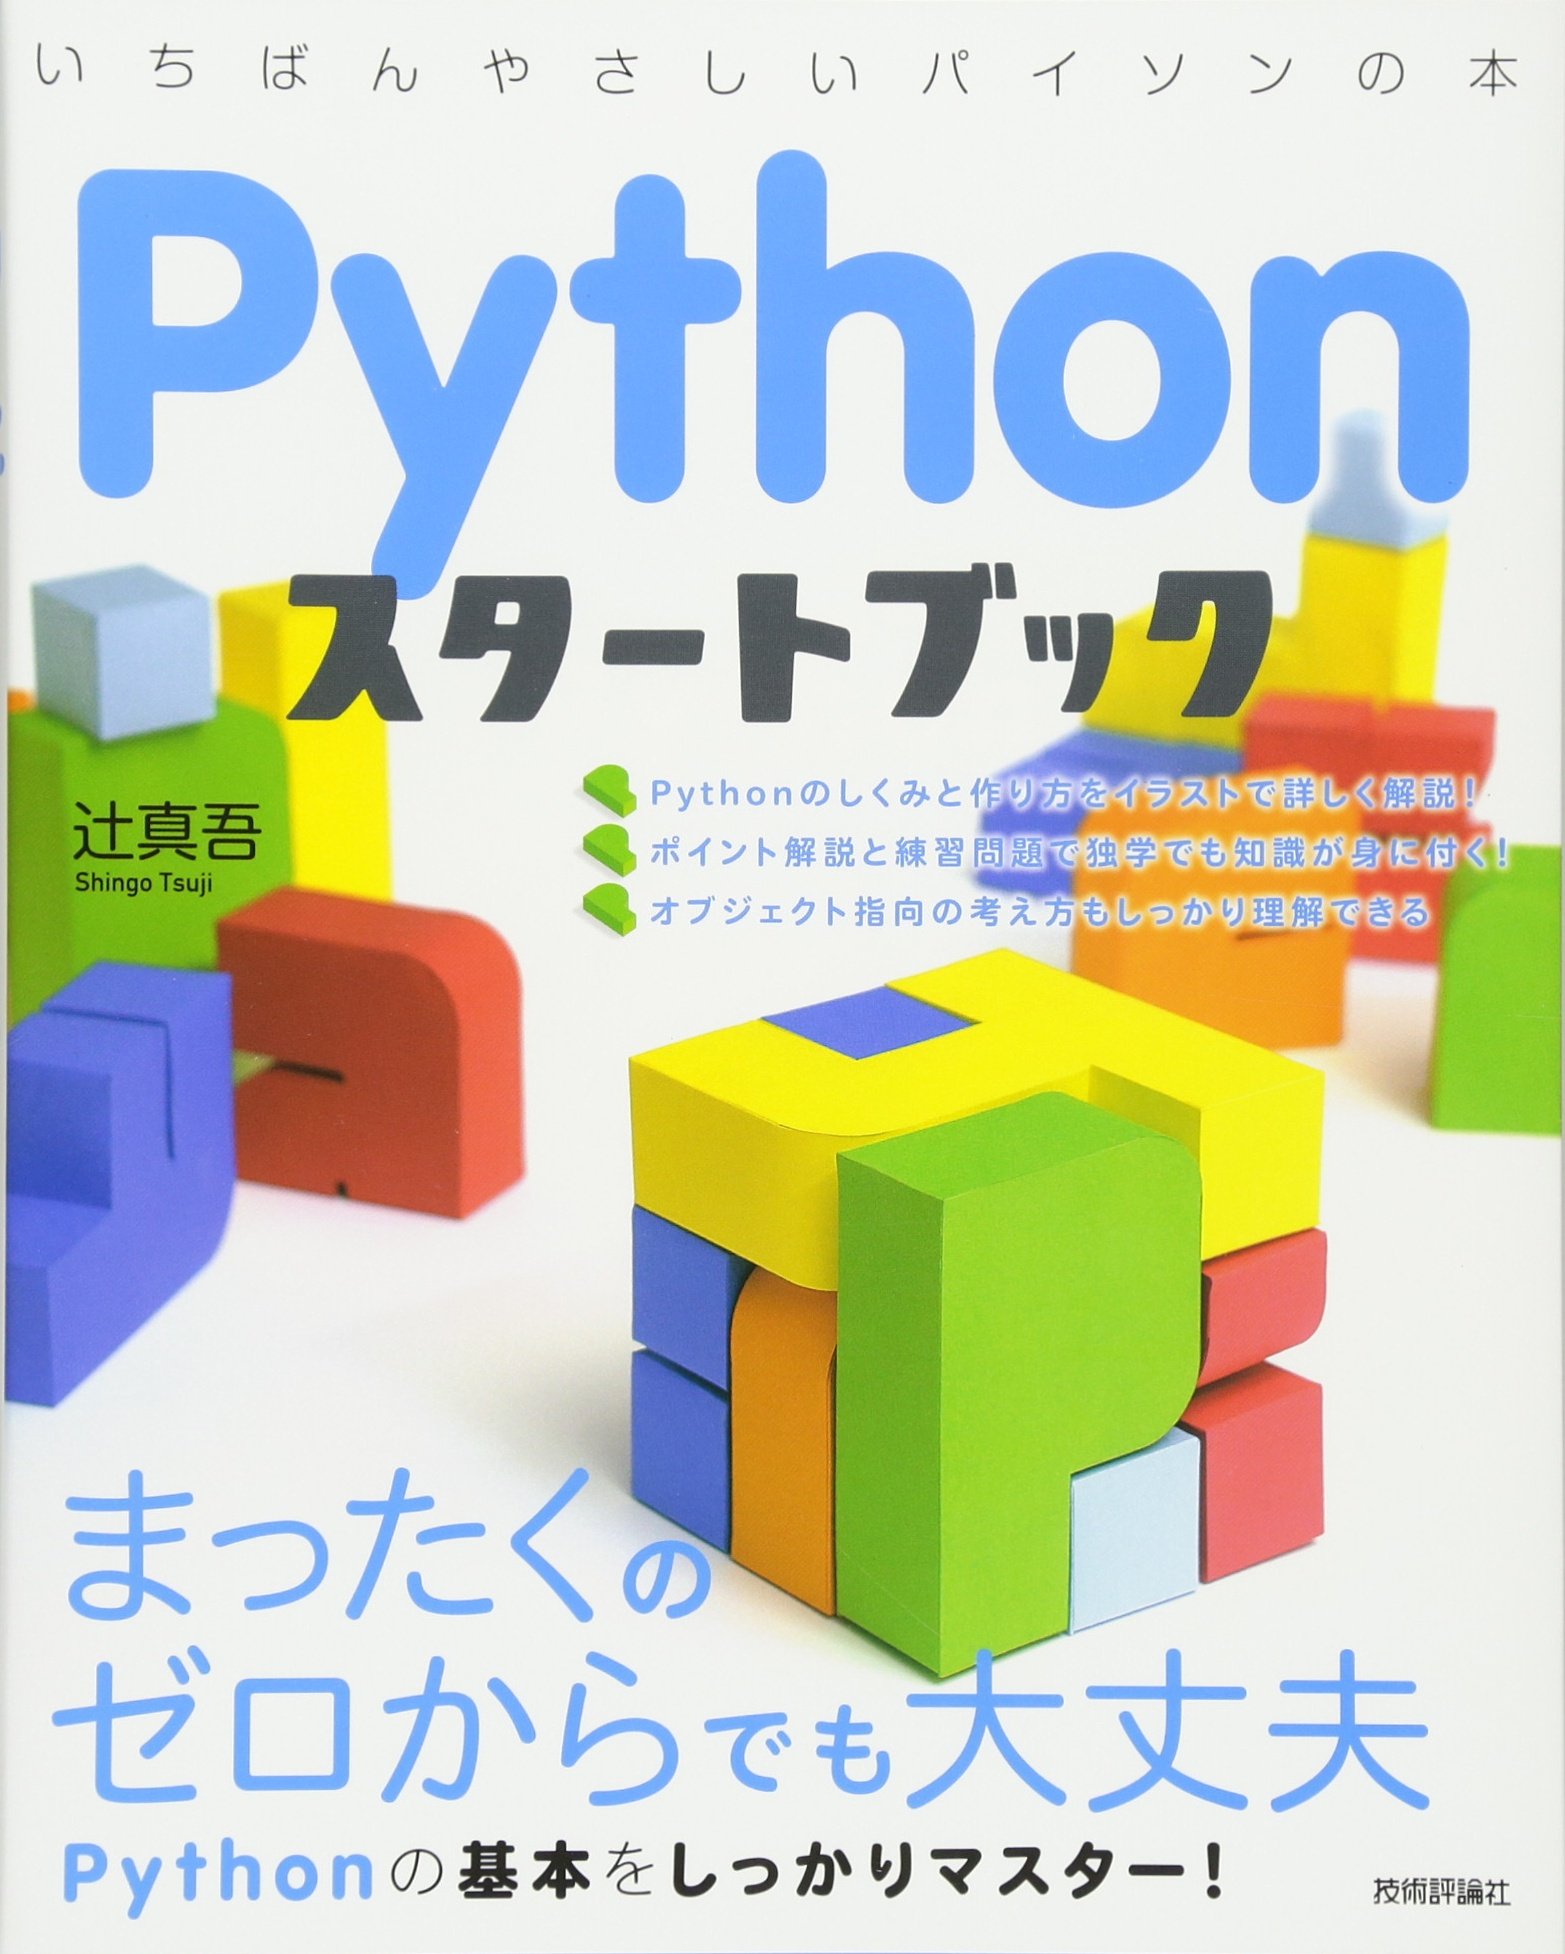 いちばんやさしいパイソンの本
Python
スタートブック
辻真吾
Shingo Tsuji
Pythonのしくみと作り方をイラストで詳しく解説!
ポイント解説と練習問題で独学でも知識が身に付く!
オブジェクト指向の考え方もしっかり理解できる
まったくの
ゼロからでも大丈夫
Pythonの基本をしっかりマスター!
技術評論社